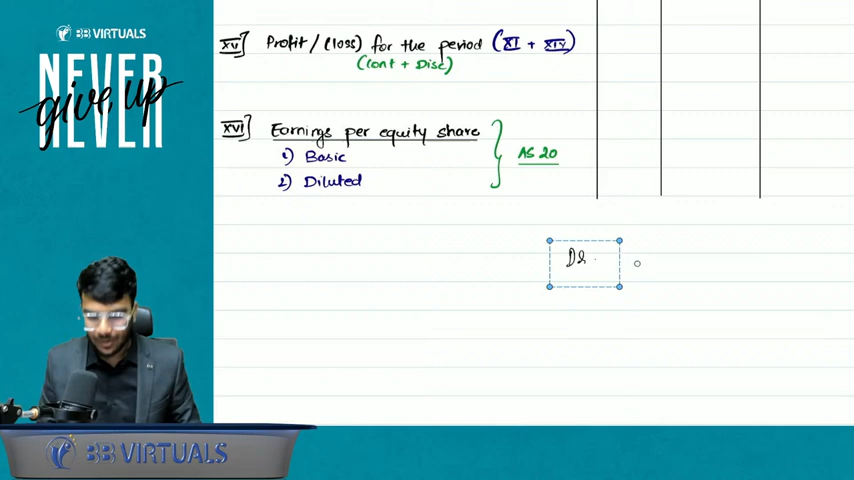 BB VIRTUALS
NEVER
give up
NEVER
XV] Profit / (loss) for the period (XI + XIV)
(Cont + Disc)
XVI] Earnings per equity share
1) Basic
2) Diluted
AS 20
BB VIRTUALS